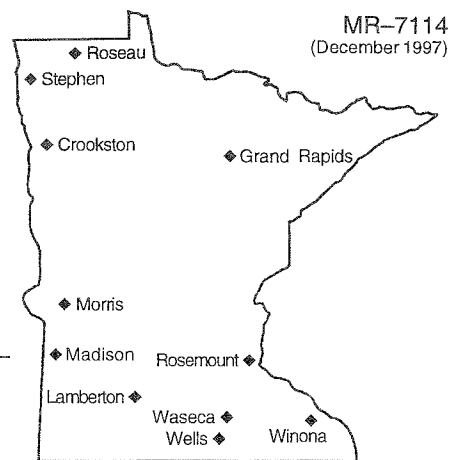 MR–7114
(December 1997)
Roseau
Stephen
Crookston
Grand Rapids
Morris
Madison
Rosemount
Lamberton
Waseca
Wells
Winona